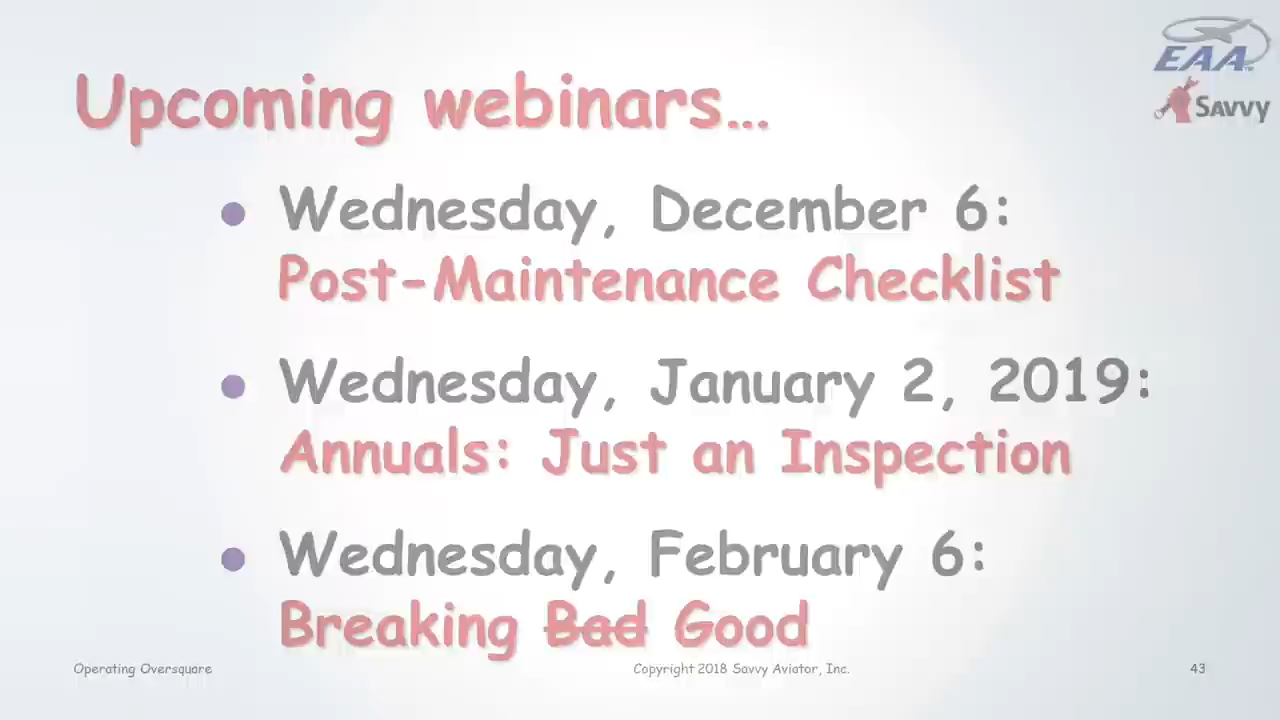 EAA
SAVVY
Upcoming webinars…
• Wednesday, December 6:
Post-Maintenance Checklist
• Wednesday, January 2, 2019:
Annuals: Just an Inspection
• Wednesday, February 6:
Breaking Bad Good
Operating Oversquare
Copyright 2018 Savvy Aviator, Inc.
43